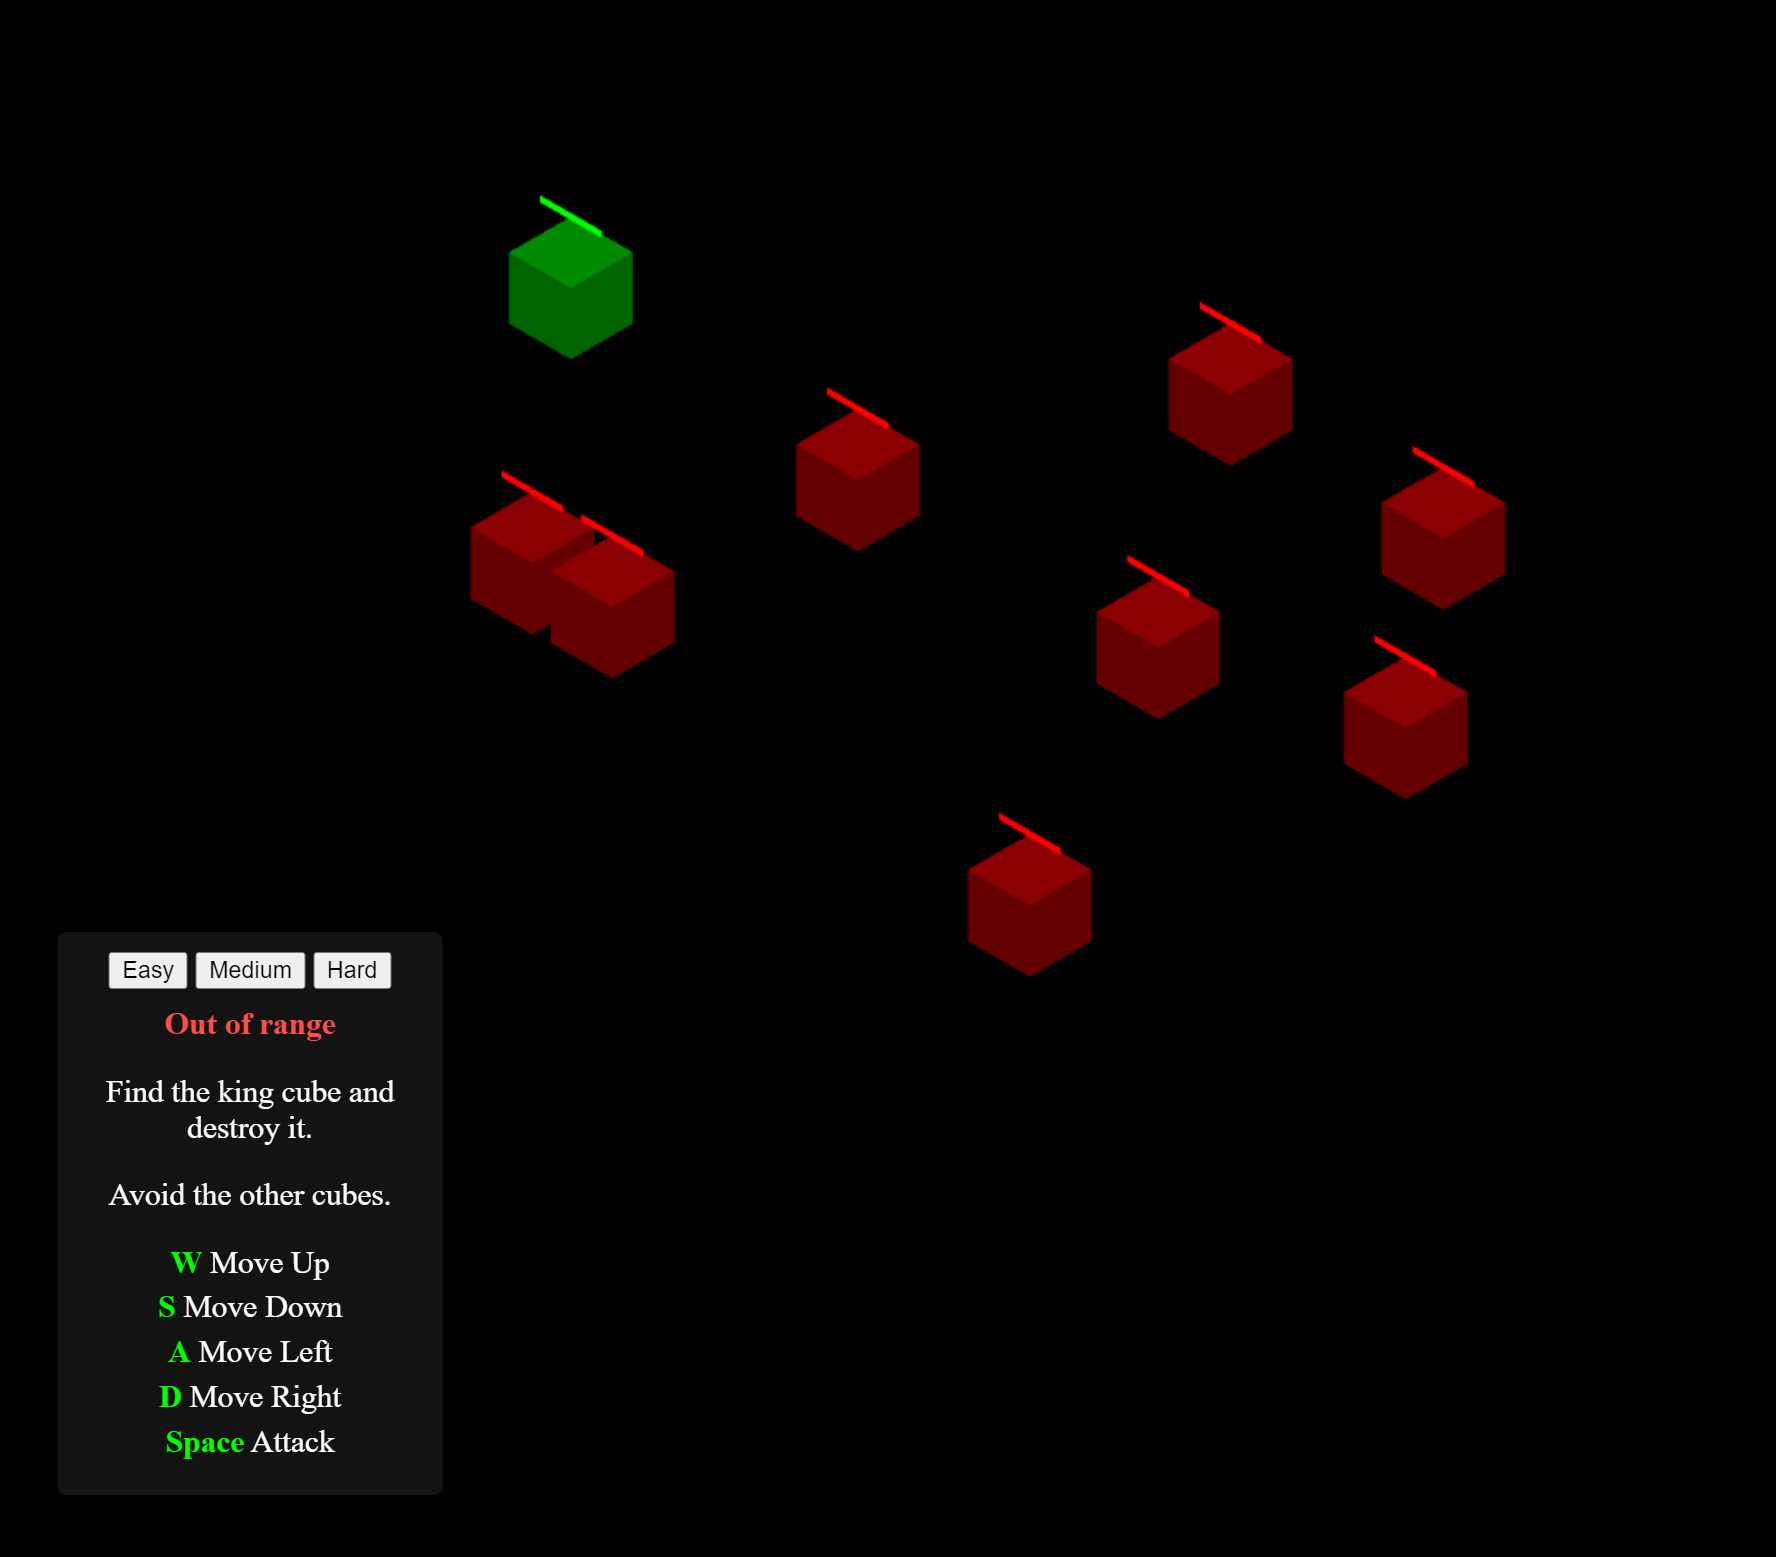 Easy Medium Hard
Out of range
Find the king cube and
destroy it.
Avoid the other cubes.
W Move Up
S Move Down
A Move Left
D Move Right
Space Attack